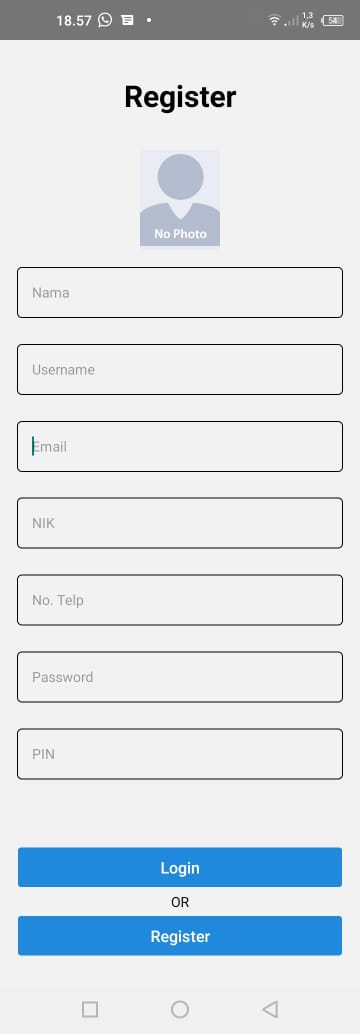 18.57 1,3 K/s 54
Register
No Photo
Nama
Username
Email
NIK
No. Telp
Password
PIN
Login
OR
Register